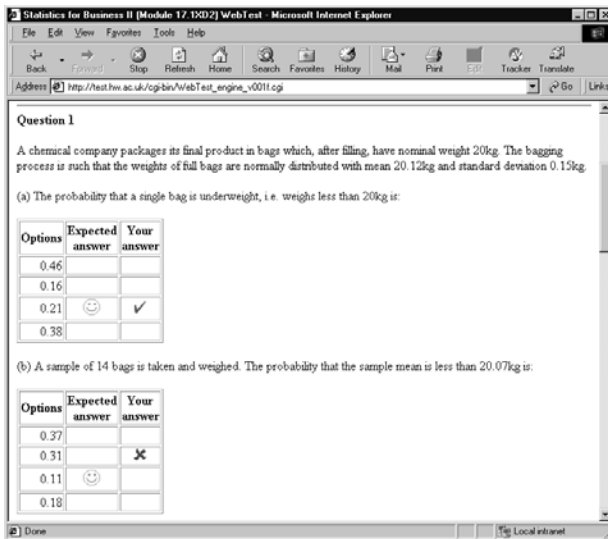 Statistics for Business II (Module 17.1XD2) WebTest - Microsoft Internet Explorer
File Edit View Favorites Tools Help
Back Forward Stop Refresh Home Search Favorites History Mail Print Edit Tracker Translate
Address http://test.hw.ac.uk/cgi-bin/WebTest_engine_v001f.cgi Go Links
Question 1
A chemical company packages its final product in bags which, after filling, have nominal weight 20kg. The bagging
process is such that the weights of full bags are normally distributed with mean 20.12kg and standard deviation 0.15kg.
(a) The probability that a single bag is underweight, i.e. weighs less than 20kg is:
Options Expected answer Your answer
0.46
0.16
0.21
0.38
(b) A sample of 14 bags is taken and weighed. The probability that the sample mean is less than 20.07kg is:
Options Expected answer Your answer
0.37
0.31
0.11
0.18
Done Local intranet